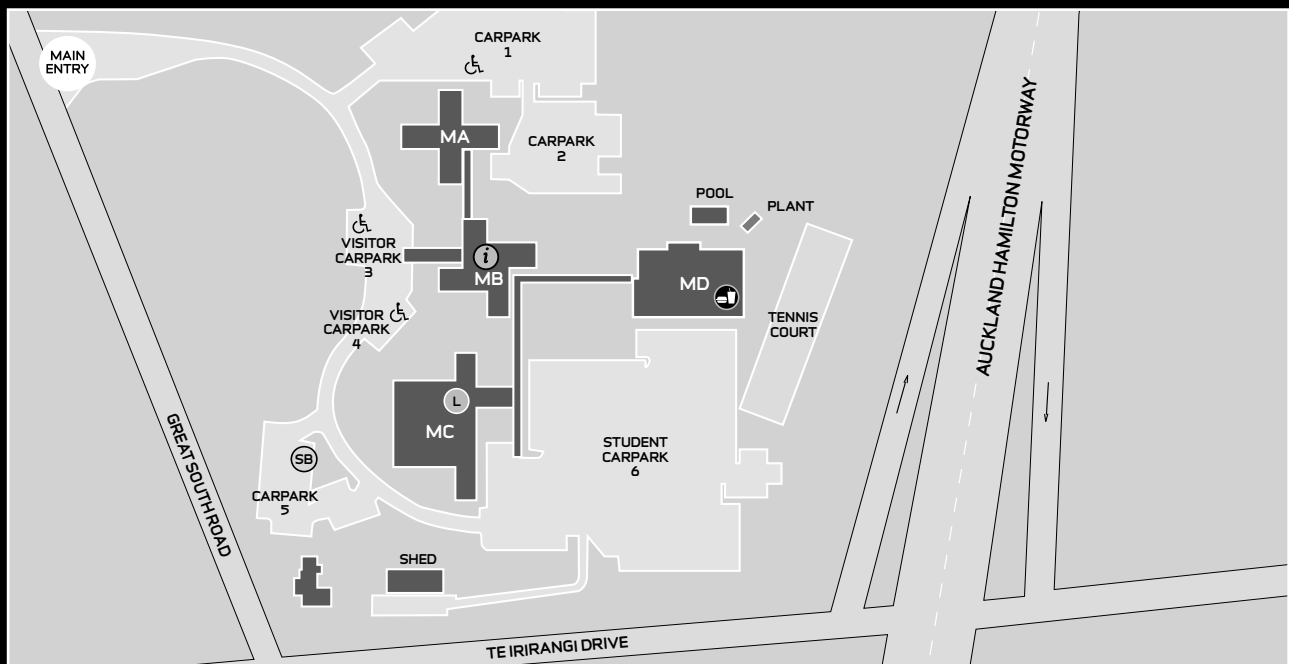 MAIN
ENTRY
CARPARK
1
MA
CARPARK
2
POOL
PLANT
VISITOR
CARPARK
3
i
MB
MD
VISITOR
CARPARK
4
TENNIS
COURT
AUCKLAND HAMILTON MOTORWAY
L
MC
GREAT SOUTH ROAD
STUDENT
CARPARK
6
SB
CARPARK
5
SHED
TE IRIRANGI DRIVE